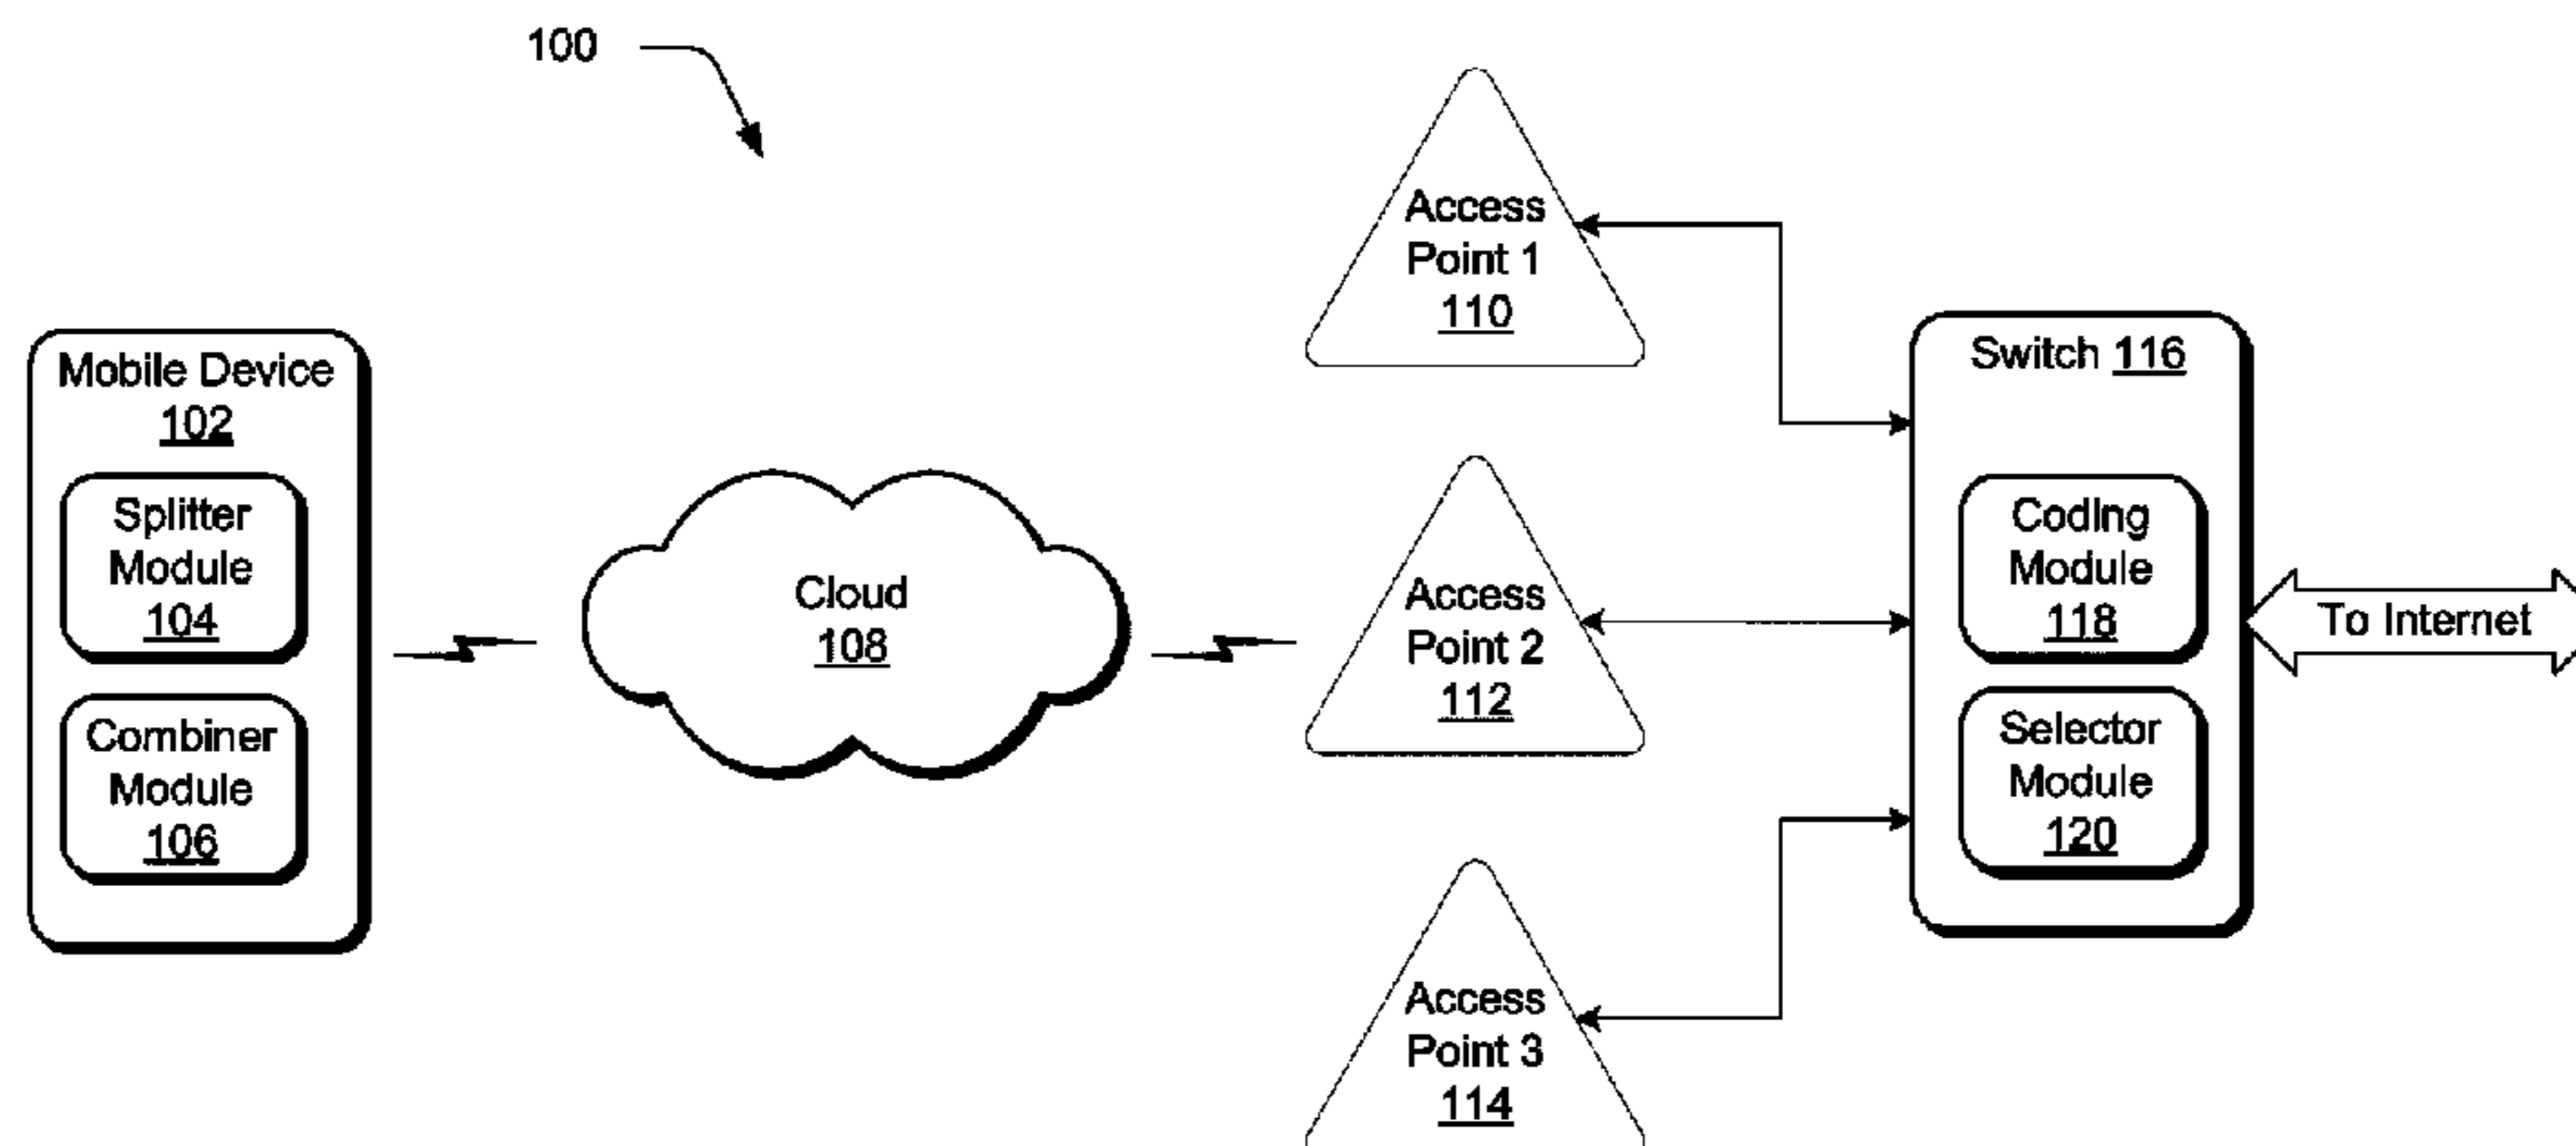 100
Mobile Device
102
Splitter
Module
104
Combiner
Module
106
Cloud
108
Access
Point 1
110
Access
Point 2
112
Access
Point 3
114
Switch 116
Coding
Module
118
Selector
Module
120
To Internet